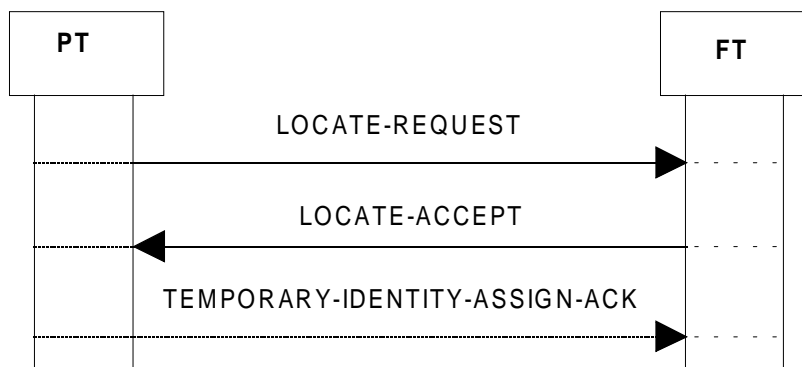 PT
FT
LOCATE-REQUEST
LOCATE-ACCEPT
TEMPORARY-IDENTITY-ASSIGN-ACK